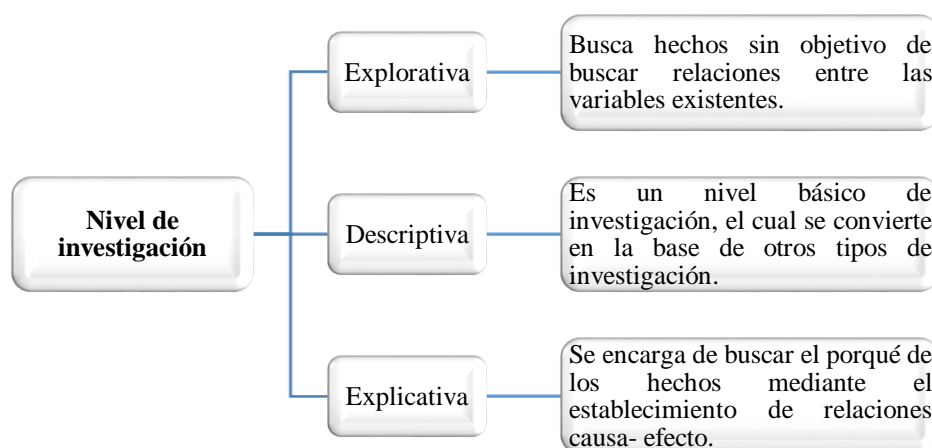 Nivel de
investigación
Explorativa
Busca hechos sin objetivo de
buscar relaciones entre las
variables existentes.
Descriptiva
Es un nivel básico de
investigación, el cual se convierte
en la base de otros tipos de
investigación.
Explicativa
Se encarga de buscar el porqué de
los hechos mediante el
establecimiento de relaciones
causa- efecto.